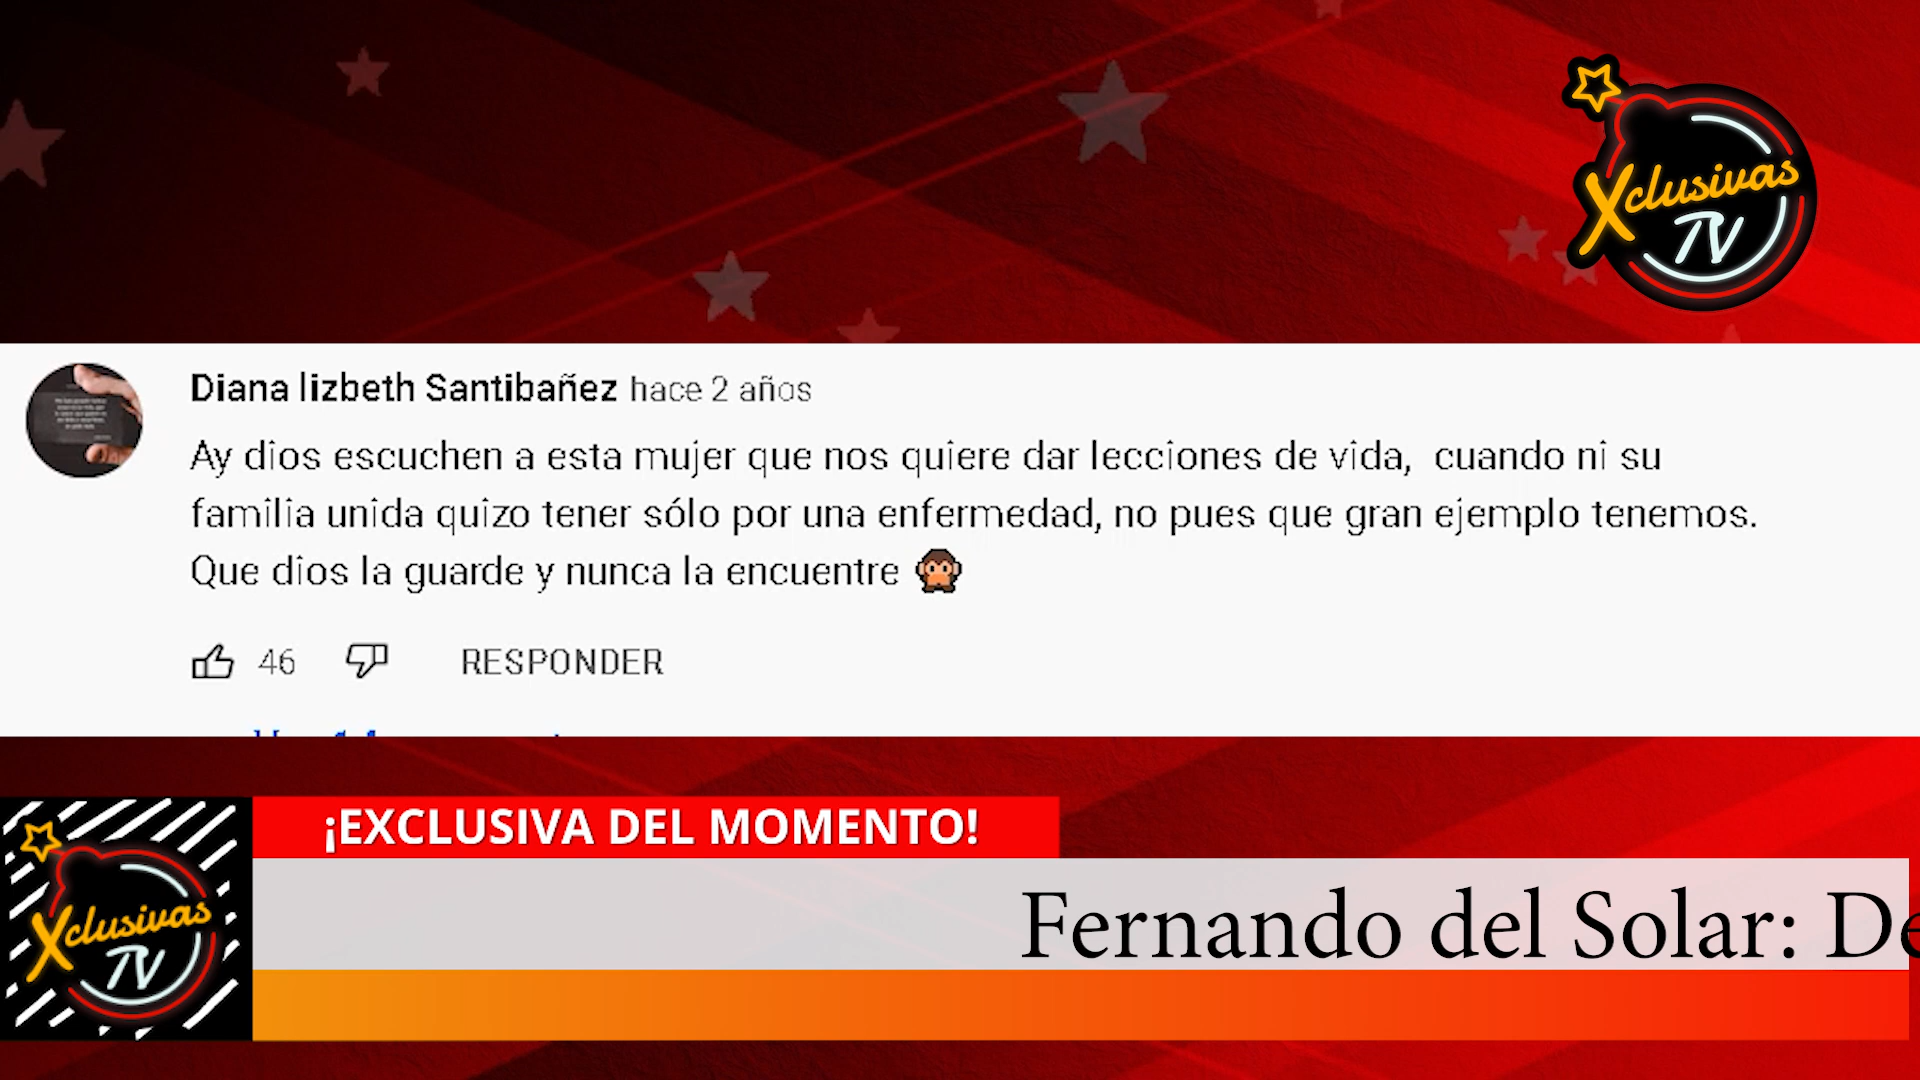 Xclusivas
TV
Diana lizbeth Santibañez hace 2 años
Ay dios escuchen a esta mujer que nos quiere dar lecciones de vida, cuando ni su
familia unida quizo tener sólo por una enfermedad, no pues que gran ejemplo tenemos.
Que dios la guarde y nunca la encuentre 🙊
46 RESPONDER
¡EXCLUSIVA DEL MOMENTO!
Fernando del Solar: De
Xclusivas
TV